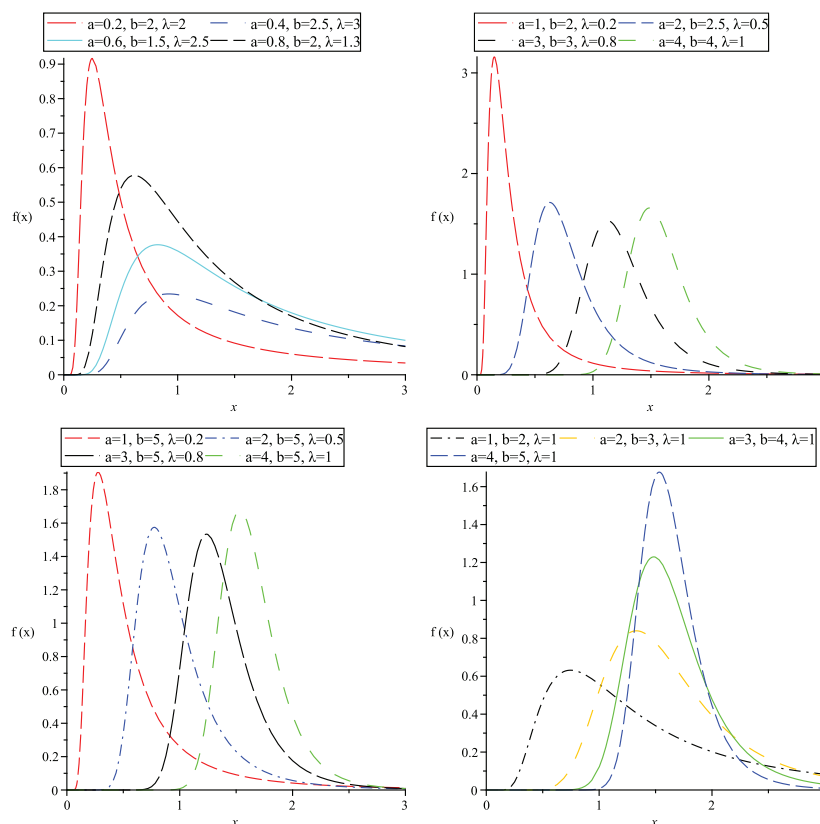 a=0.2, b=2, λ=2 a=0.4, b=2.5, λ=3
a=0.6, b=1.5, λ=2.5 a=0.8, b=2, λ=1.3
0.9
0.8
0.7
0.6
0.5
f(x)
0.4
0.3
0.2
0.1
0
0 1 2 3
x
a=1, b=2, λ=0.2 a=2, b=2.5, λ=0.5
a=3, b=3, λ=0.8 a=4, b=4, λ=1
3
2
f (x)
1
0
0 1 2
x
a=1, b=5, λ=0.2 a=2, b=5, λ=0.5
a=3, b=5, λ=0.8 a=4, b=5, λ=1
1.8
1.6
1.4
1.2
1
f (x)
0.8
0.6
0.4
0.2
0
0 1 2 3
x
a=1, b=2, λ=1 a=2, b=3, λ=1 a=3, b=4, λ=1
a=4, b=5, λ=1
1.6
1.4
1.2
1
f (x)
0.8
0.6
0.4
0.2
0
0 1 2
x